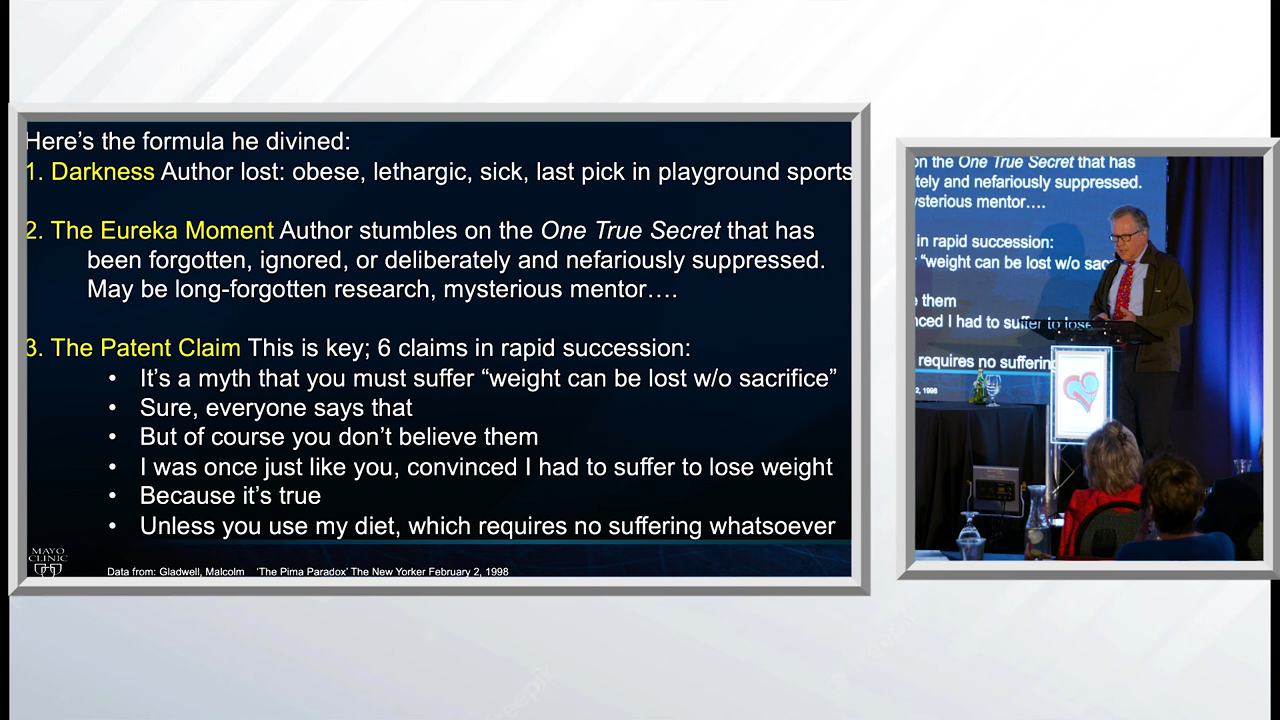 Here's the formula he divined:
1. Darkness Author lost: obese, lethargic, sick, last pick in playground sports
2. The Eureka Moment Author stumbles on the One True Secret that has
been forgotten, ignored, or deliberately and nefariously suppressed.
May be long-forgotten research, mysterious mentor….
3. The Patent Claim This is key; 6 claims in rapid succession:
• It's a myth that you must suffer “weight can be lost w/o sacrifice”
• Sure, everyone says that
• But of course you don't believe them
• I was once just like you, convinced I had to suffer to lose weight
• Because it's true
• Unless you use my diet, which requires no suffering whatsoever
MAYO
CLINIC
Data from: Gladwell, Malcolm 'The Pima Paradox' The New Yorker February 2, 1998
on the One True Secret that has
tely and nefariously suppressed.
ysterious mentor….
in rapid succession:
“weight can be lost w/o sac
e them
nced I had to suffer to lose
requires no suffering
2, 1998